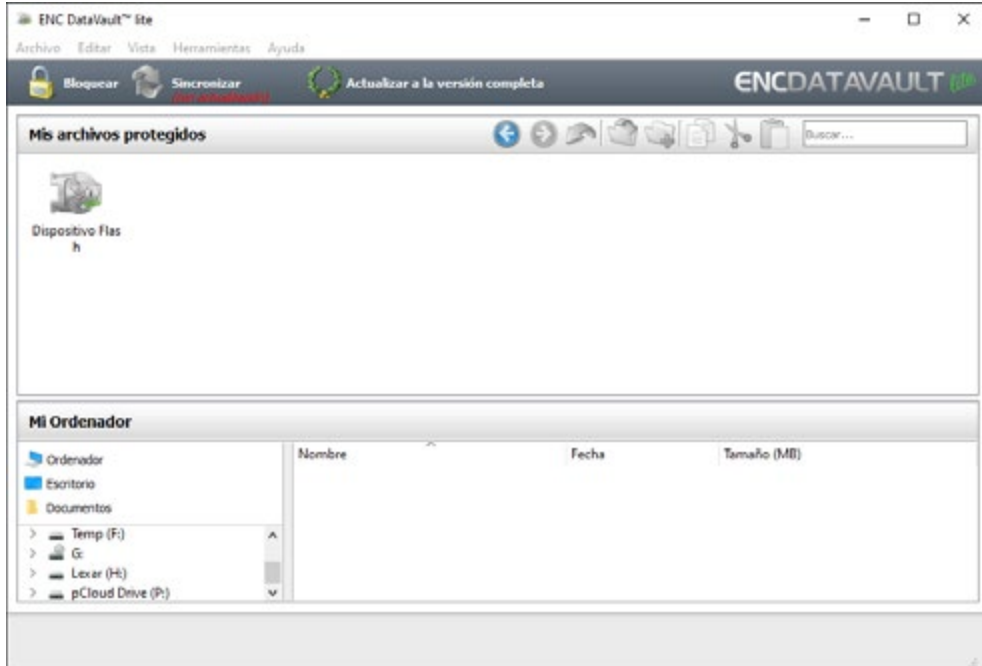 ENC DataVault™ lite
Archivo Editar Vista Herramientas Ayuda
Bloquear Sincronizar Actualizar a la versión completa ENCDATAVAULT lite
Mis archivos protegidos Buscar...
Dispositivo Flas
h
Mi Ordenador
Ordenador
Escritorio
Documentos
Nombre Fecha Tamaño (MB)
Temp (F:)
G:
Lexar (H:)
pCloud Drive (P:)